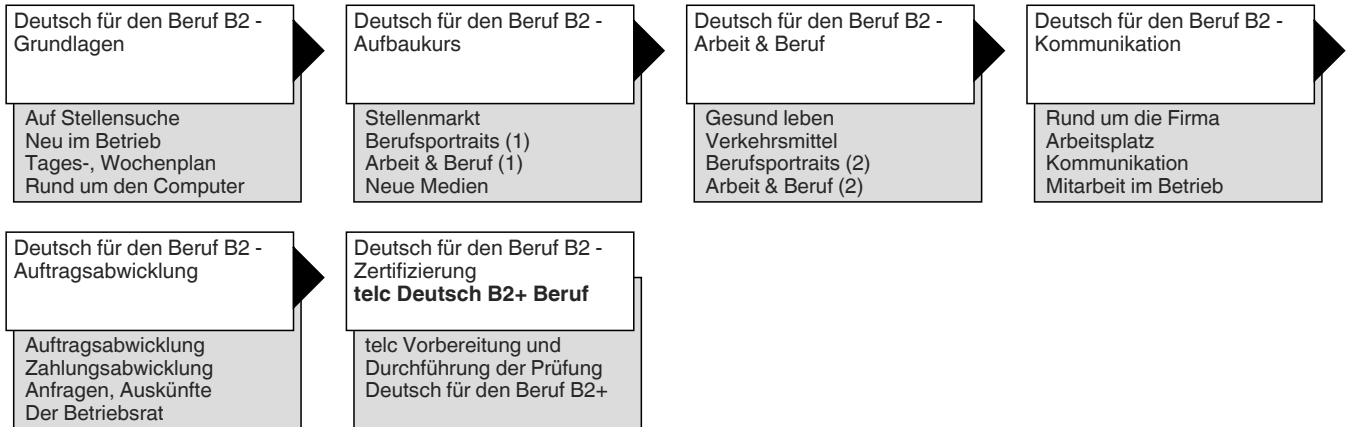 Deutsch für den Beruf B2 -
Grundlagen
Auf Stellensuche
Neu im Betrieb
Tages-, Wochenplan
Rund um den Computer
Deutsch für den Beruf B2 -
Aufbaukurs
Stellenmarkt
Berufsportraits (1)
Arbeit & Beruf (1)
Neue Medien
Deutsch für den Beruf B2 -
Arbeit & Beruf
Gesund leben
Verkehrsmittel
Berufsportraits (2)
Arbeit & Beruf (2)
Deutsch für den Beruf B2 -
Kommunikation
Rund um die Firma
Arbeitsplatz
Kommunikation
Mitarbeit im Betrieb
Deutsch für den Beruf B2 -
Auftragsabwicklung
Auftragsabwicklung
Zahlungsabwicklung
Anfragen, Auskünfte
Der Betriebsrat
Deutsch für den Beruf B2 -
Zertifizierung
telc Deutsch B2+ Beruf
telc Vorbereitung und
Durchführung der Prüfung
Deutsch für den Beruf B2+